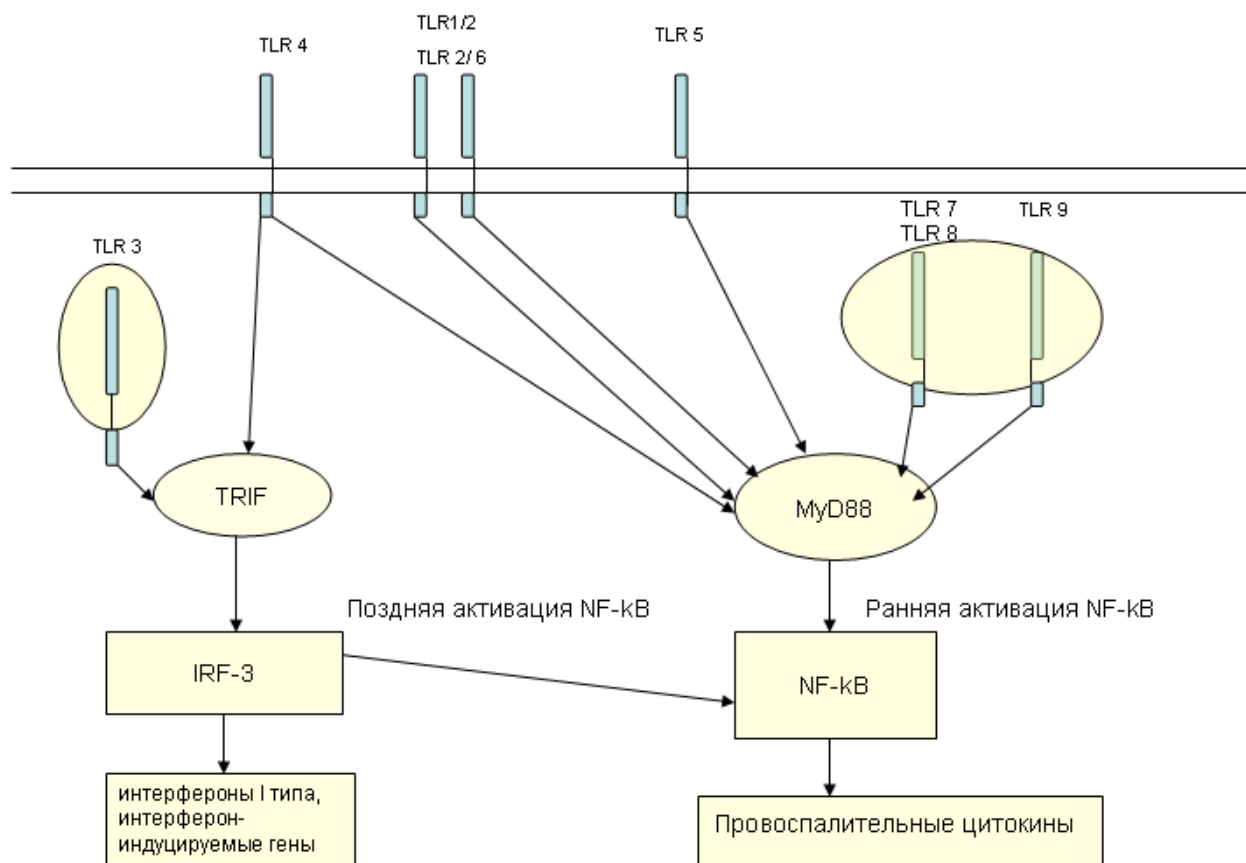 TLR 4
TLR1/2
TLR 2/ 6
TLR 5
TLR 7
TLR 8
TLR 9
TLR 3
TRIF
MyD88
Поздняя активация NF-kB
Ранняя активация NF-kB
IRF-3
NF-kB
интерфероны I типа,
интерферон-
индуцируемые гены
Провоспалительные цитокины